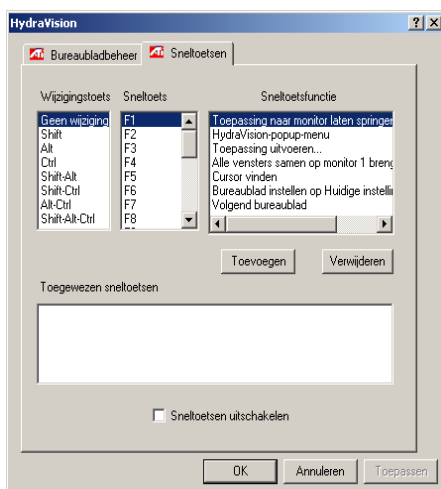 HydraVision
ATI Bureaubladbeheer ATI Sneltoetsen
Wijzigingstoets Sneltoets Sneltoetsfunctie
Geen wijziging F1 Toepassing naar monitor laten springen
Shift F2 HydraVision-popup-menu
Alt F3 Toepassing uitvoeren...
Ctrl F4 Alle vensters samen op monitor 1 breng
Shift-Alt F5 Cursor vinden
Shift-Ctrl F6 Bureaublad instellen op Huidige instellin
Alt-Ctrl F7 Volgend bureaublad
Shift-Alt-Ctrl F8
Toevoegen Verwijderen
Toegewezen sneltoetsen
Sneltoetsen uitschakelen
OK Annuleren Toepassen